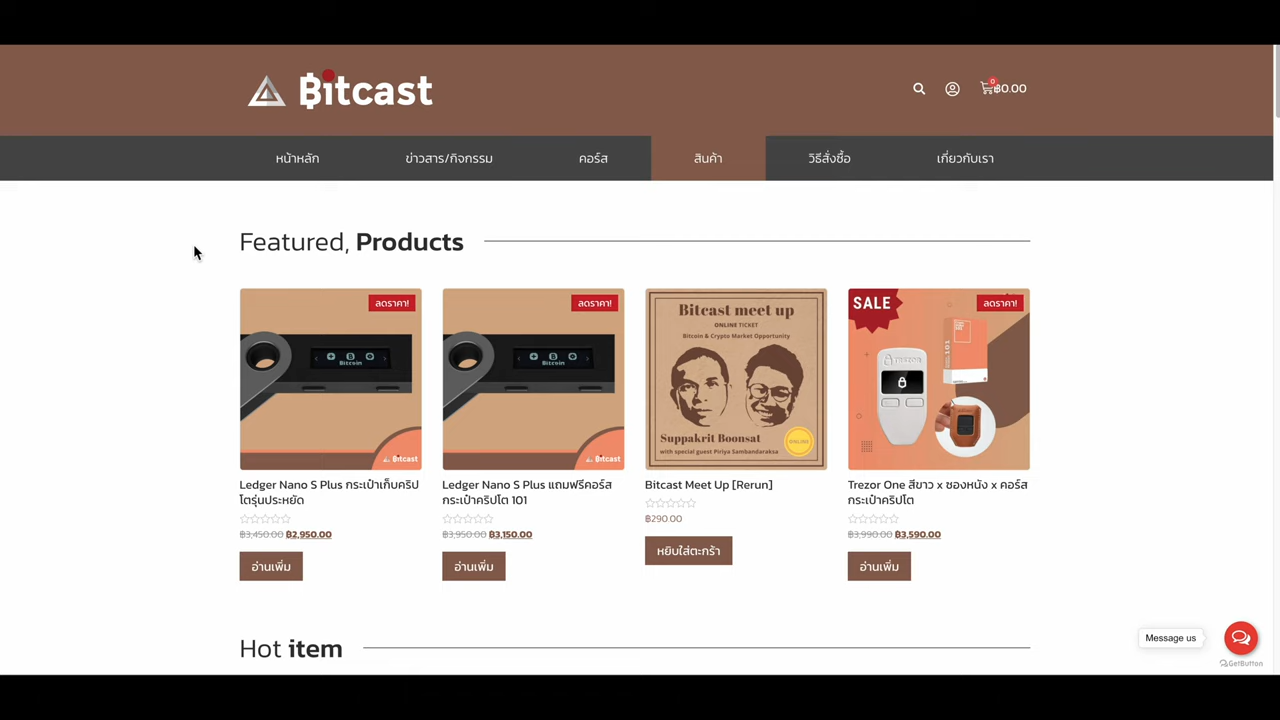 Bitcast
0
฿0.00
หน้าหลัก
ข่าวสาร/กิจกรรม
คอร์ส
สินค้า
วิธีสั่งซื้อ
เกี่ยวกับเรา
Featured, Products
ลดราคา!
Bitcoin
Bitcast
Ledger Nano S Plus กระเป๋าเก็บคริป
โตรุ่นประหยัด
฿3,450.00 ฿2,950.00
อ่านเพิ่ม
ลดราคา!
Bitcoin
Bitcast
Ledger Nano S Plus แถมฟรีคอร์ส
กระเป๋าคริปโต 101
฿3,950.00 ฿3,150.00
อ่านเพิ่ม
Bitcast meet up
ONLINE TICKET
Bitcoin & Crypto Market Opportunity
Suppakrit Boonsat
with special guest Piriya Sambandaraksa
ONLINE
Bitcast Meet Up [Rerun]
฿290.00
หยิบใส่ตะกร้า
SALE
ลดราคา!
TREZOR
101
Trezor One สีขาว x ซองหนัง x คอร์ส
กระเป๋าคริปโต
฿3,990.00 ฿3,590.00
อ่านเพิ่ม
Hot item
Message us
GetButton